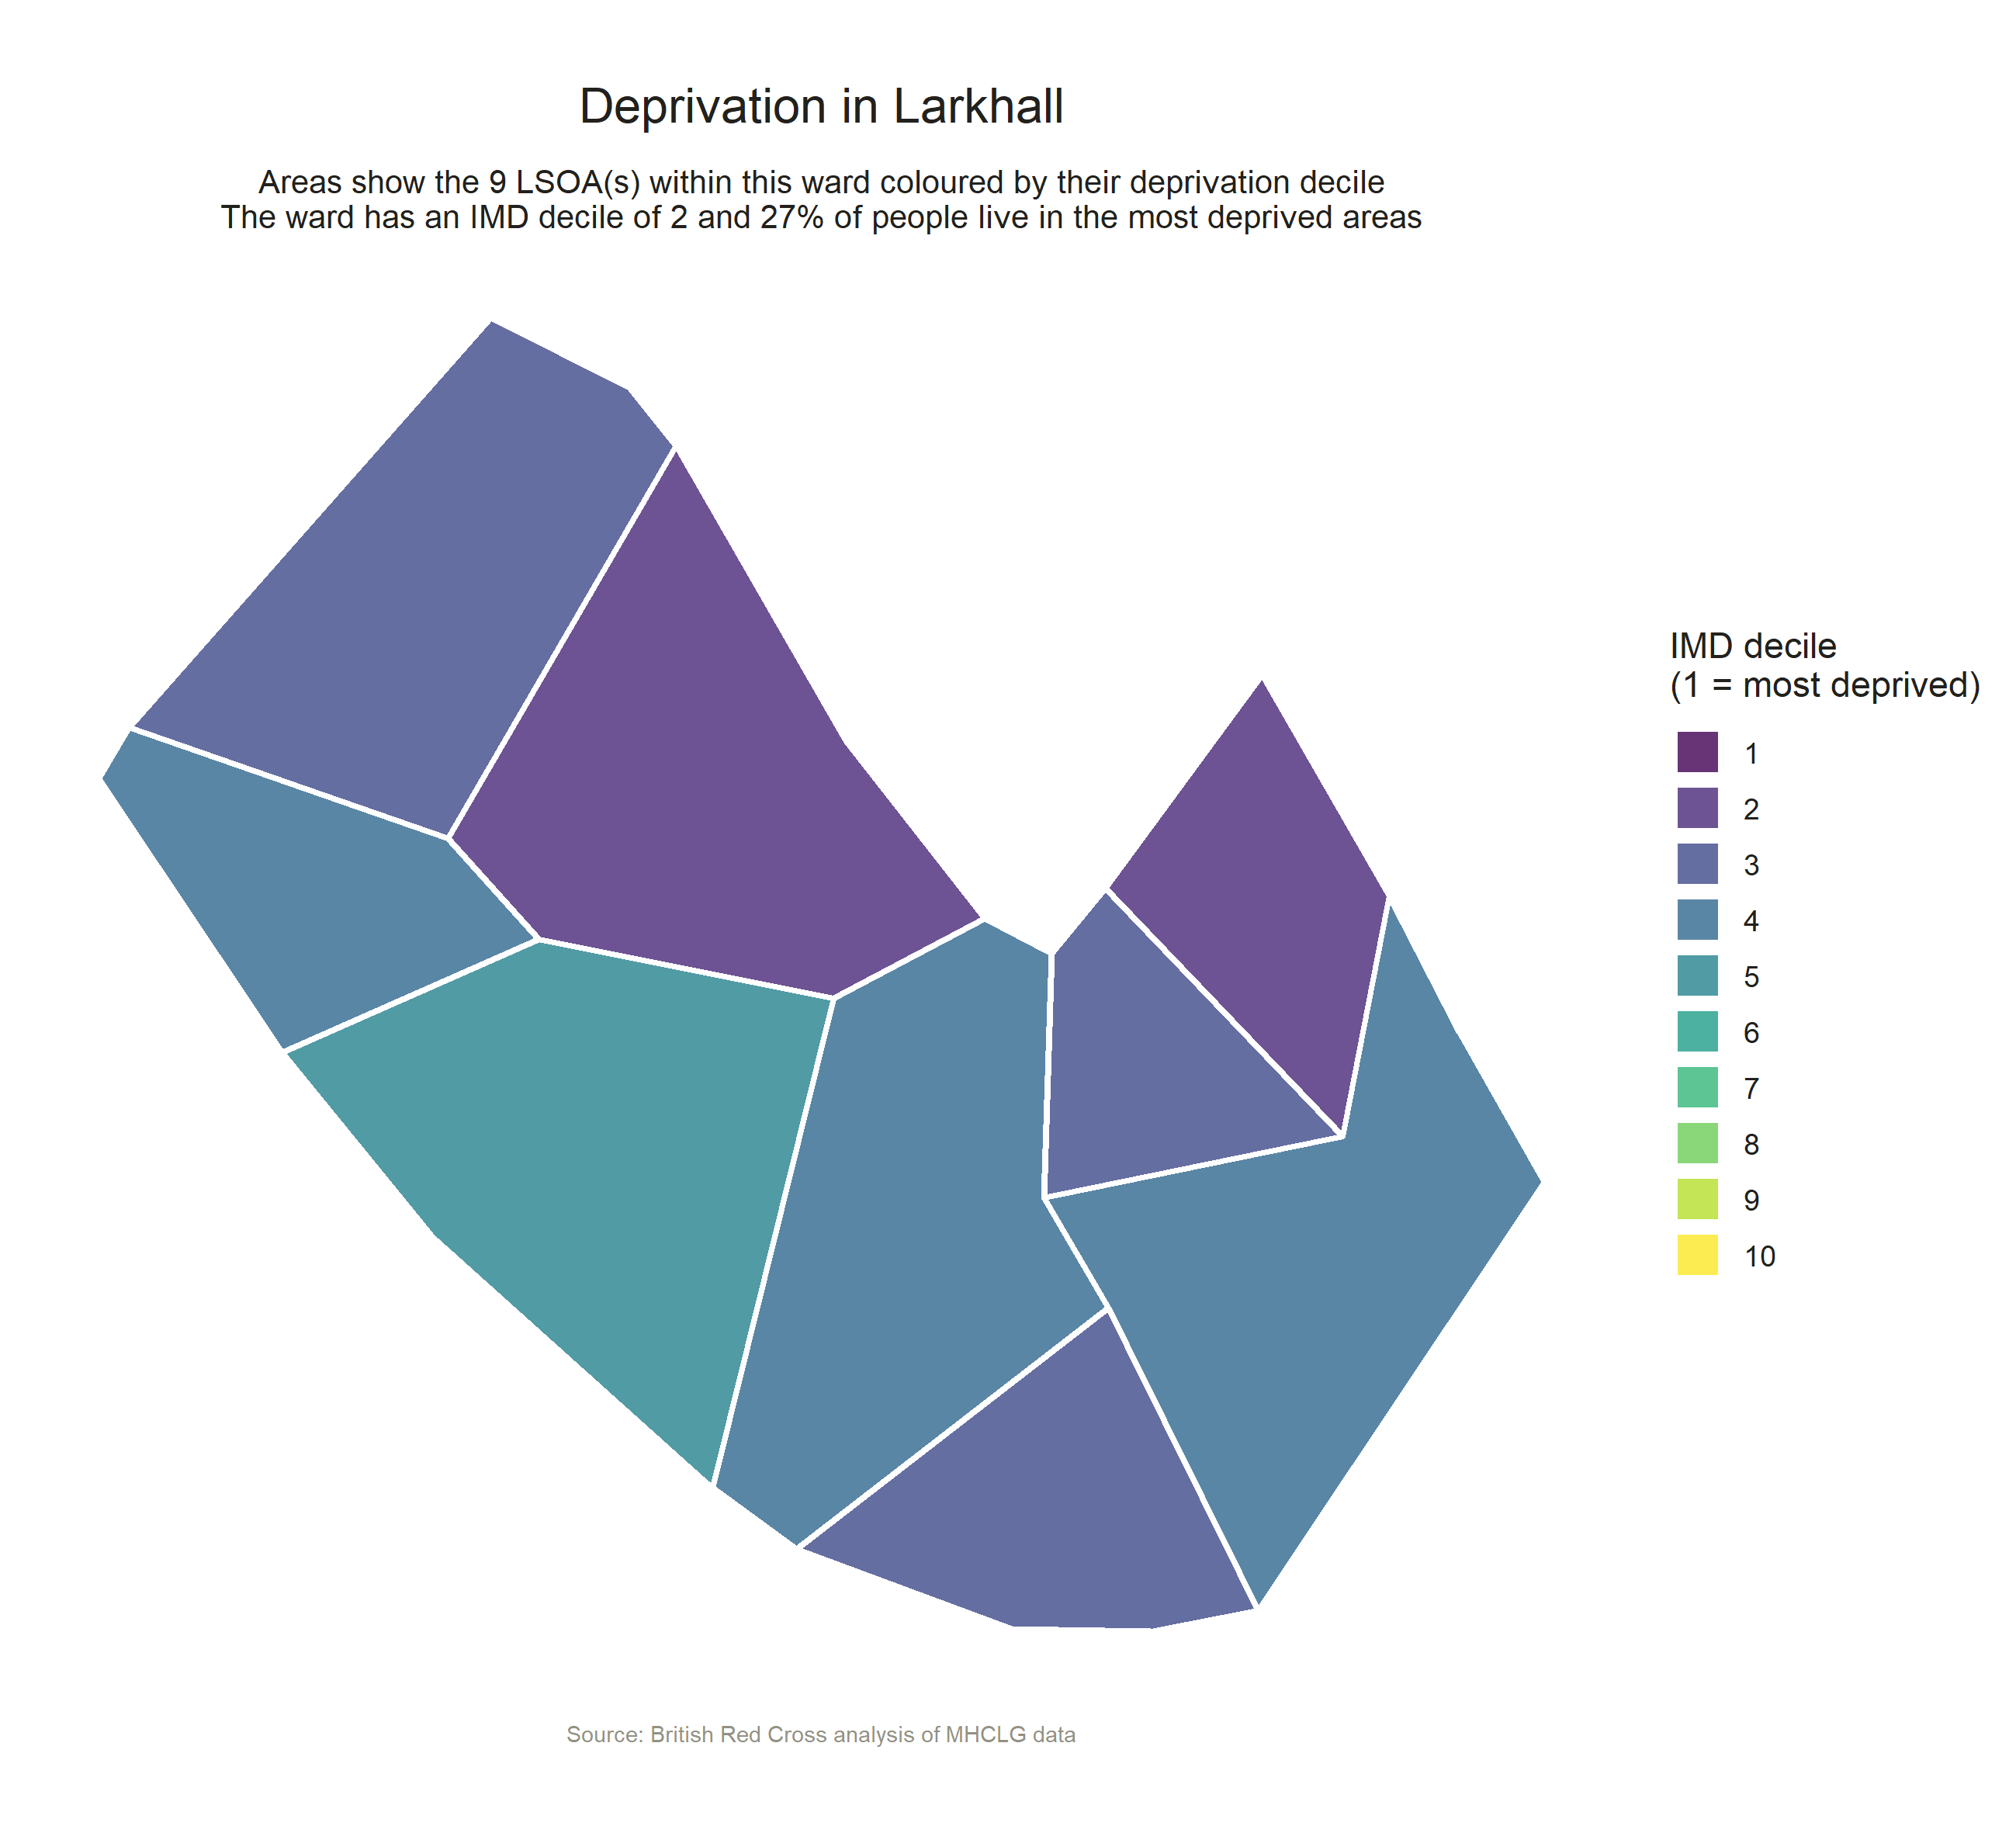 Deprivation in Larkhall
Areas show the 9 LSOA(s) within this ward coloured by their deprivation decile
The ward has an IMD decile of 2 and 27% of people live in the most deprived areas
IMD decile
(1 = most deprived)
1
2
3
4
5
6
7
8
9
10
Source: British Red Cross analysis of MHCLG data